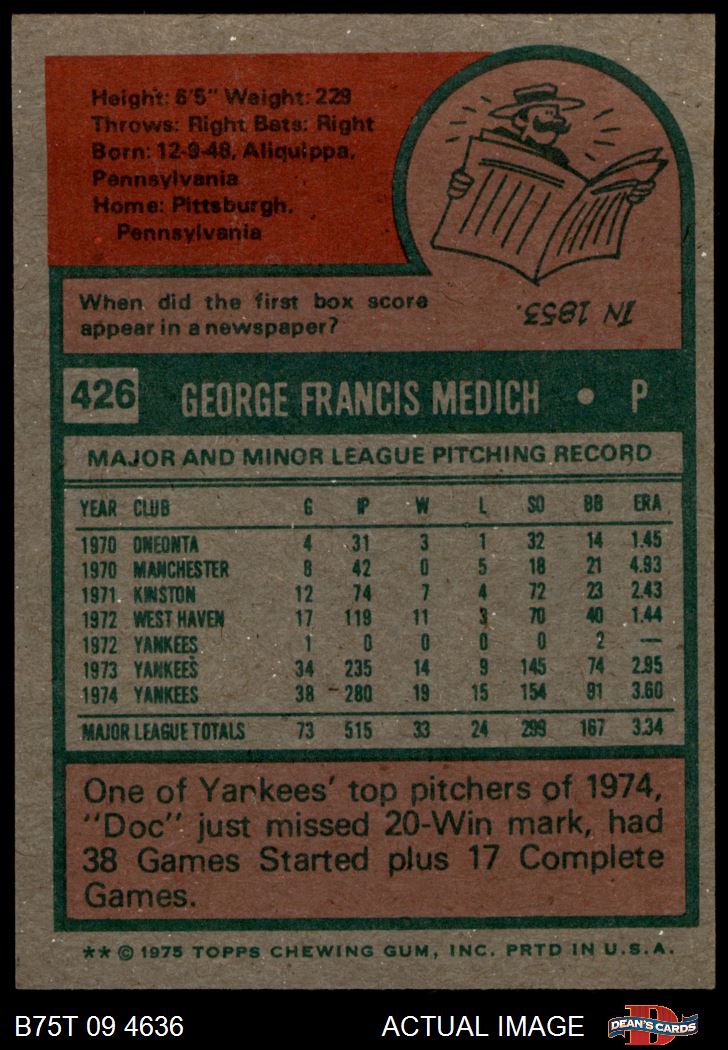 Height: 6'5" Weight: 229
Throws: Right Bats: Right
Born: 12-9-48, Aliquippa,
Pennsylvania
Home: Pittsburgh,
Pennsylvania
When did the first box score
appear in a newspaper?
IN 1853.
426 GEORGE FRANCIS MEDICH • P
MAJOR AND MINOR LEAGUE PITCHING RECORD
YEAR CLUB G IP W L SO BB ERA
1970 ONEONTA 4 31 3 1 32 14 1.45
1970 MANCHESTER 8 42 0 5 18 21 4.93
1971 KINSTON 12 74 7 4 72 23 2.43
1972 WEST HAVEN 17 119 11 3 70 40 1.44
1972 YANKEES 1 0 0 0 0 2 —
1973 YANKEES 34 235 14 9 145 74 2.95
1974 YANKEES 38 280 19 15 154 91 3.60
MAJOR LEAGUE TOTALS 73 515 33 24 299 167 3.34
One of Yankees' top pitchers of 1974,
"Doc" just missed 20-Win mark, had
38 Games Started plus 17 Complete
Games.
** © 1975 TOPPS CHEWING GUM, INC. PRTD IN U.S.A.
B75T 09 4636 ACTUAL IMAGE DEAN'S CARDS